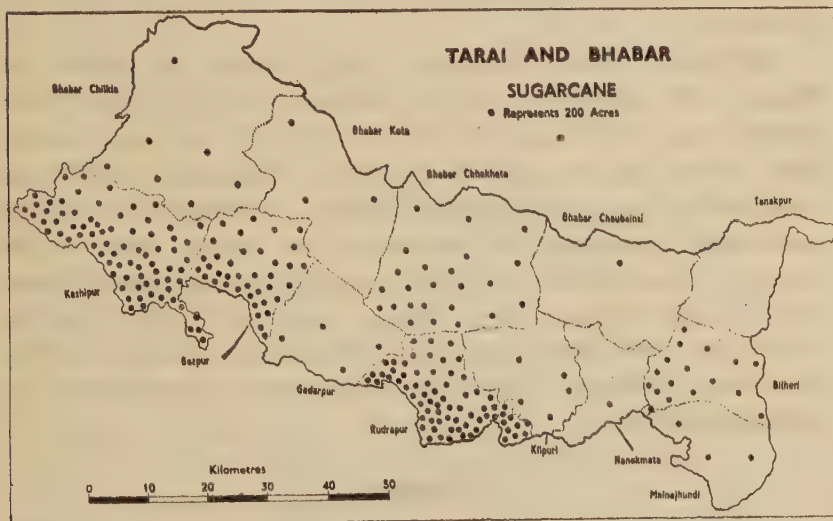 TARAI AND BHABAR
SUGARCANE
Represents 200 Acres
Bhabar Chilkia
Bhabar Kota
Bhabar Chhakhata
Bhabar Chaubainsi
Tanakpur
Kashipur
Bazpur
Gadarpur
Rudrapur
Kilpuri
Nanakmata
Bilheri
Mainajhundi
Kilometres
0 10 20 30 40 50